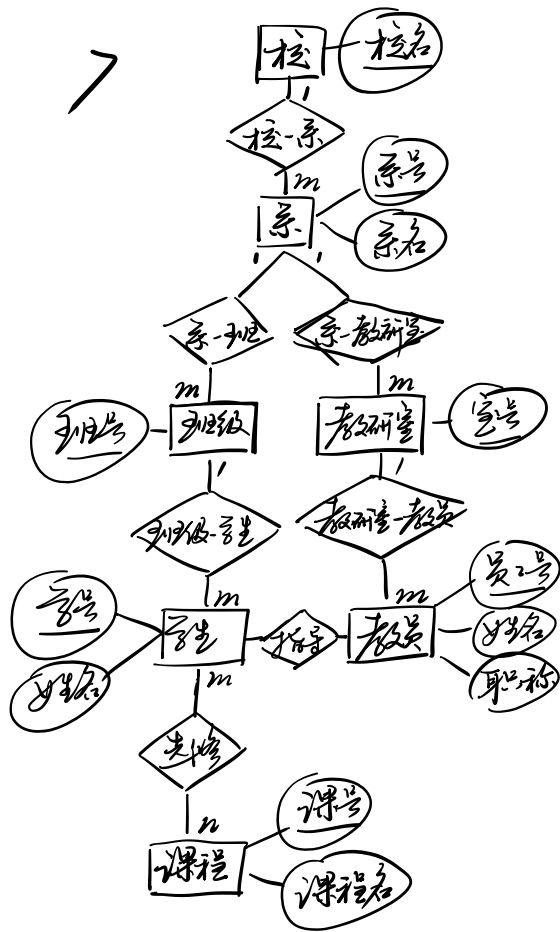 7
校 校名
1
校-系
m
系号
系
系名
1 1
系-班 系-教研室
m m
班号 班级 教研室 室号
1 1
班级-学生 教研室-教员
员工号
m m
学号 学生 指导 教员 姓名
姓名 m 职称
选修
n
课号
课程
课程名